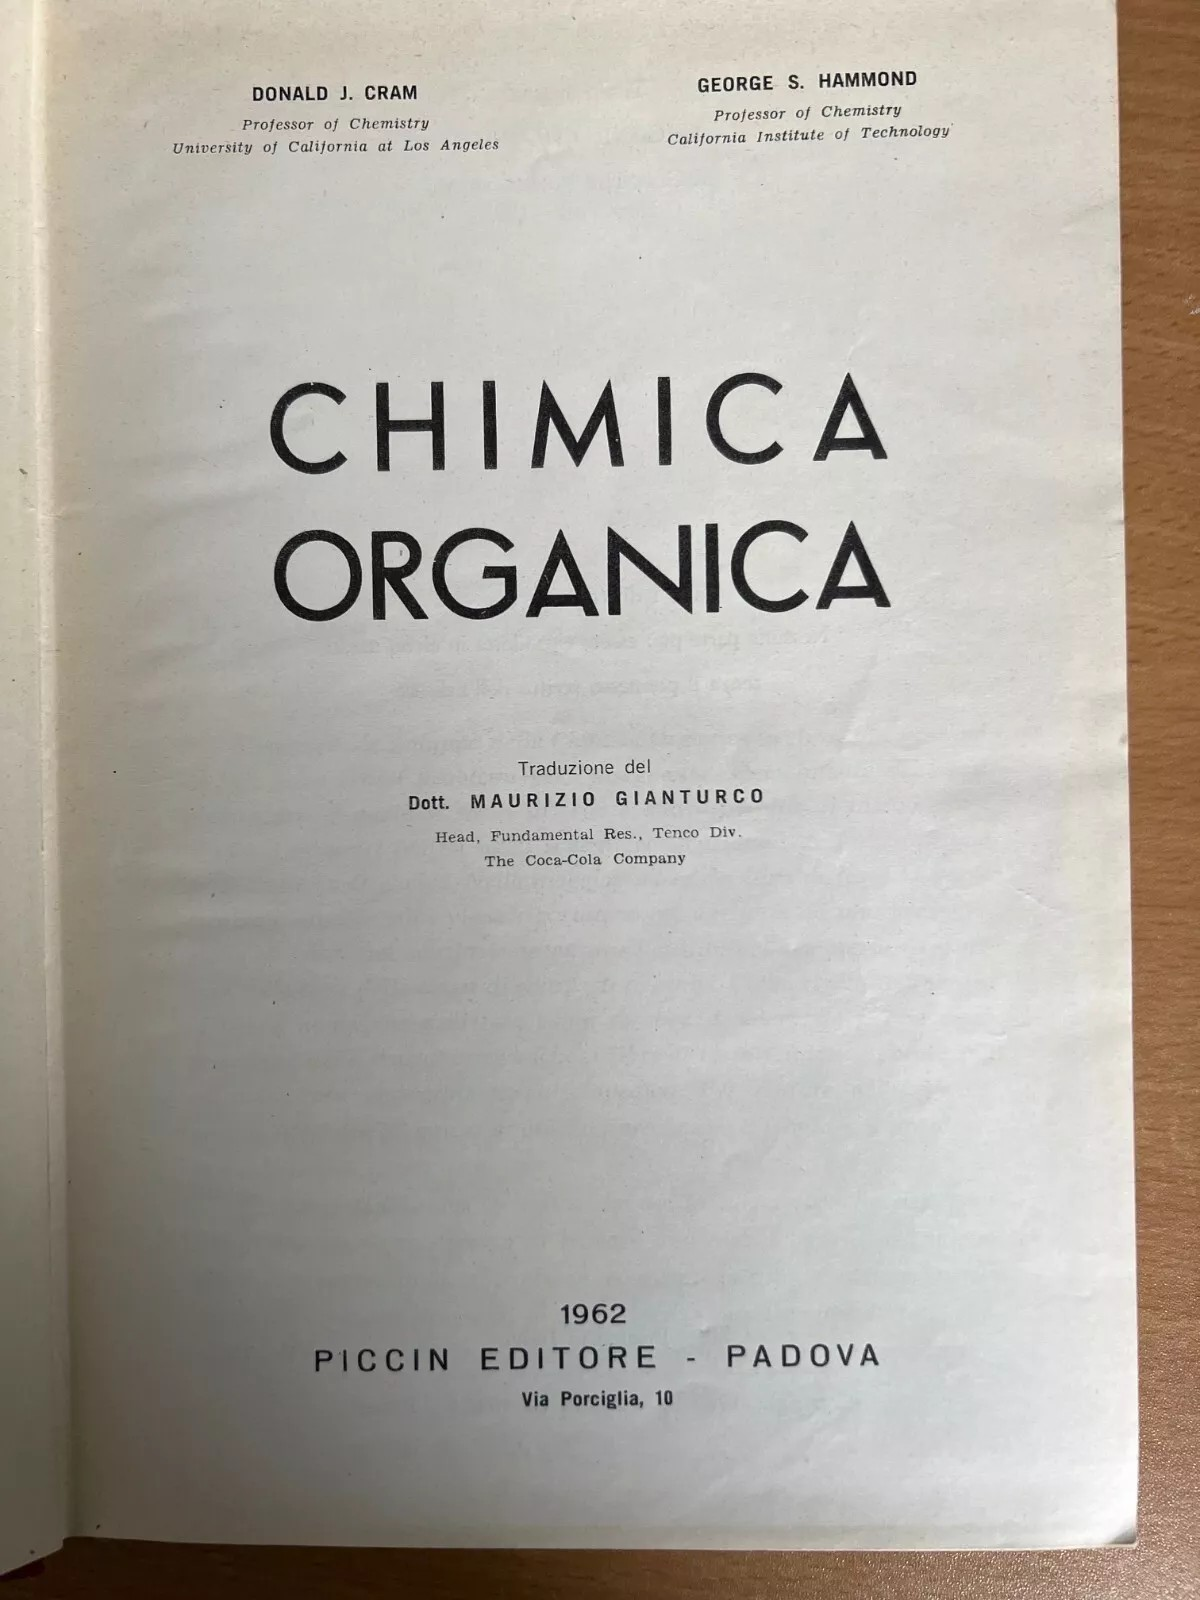 DONALD J. CRAM
Professor of Chemistry
University of California at Los Angeles
GEORGE S. HAMMOND
Professor of Chemistry
California Institute of Technology
CHIMICA
ORGANICA
Traduzione del
Dott. MAURIZIO GIANTURCO
Head, Fundamental Res., Tenco Div.
The Coca-Cola Company
1962
PICCIN EDITORE - PADOVA
Via Porciglia, 10